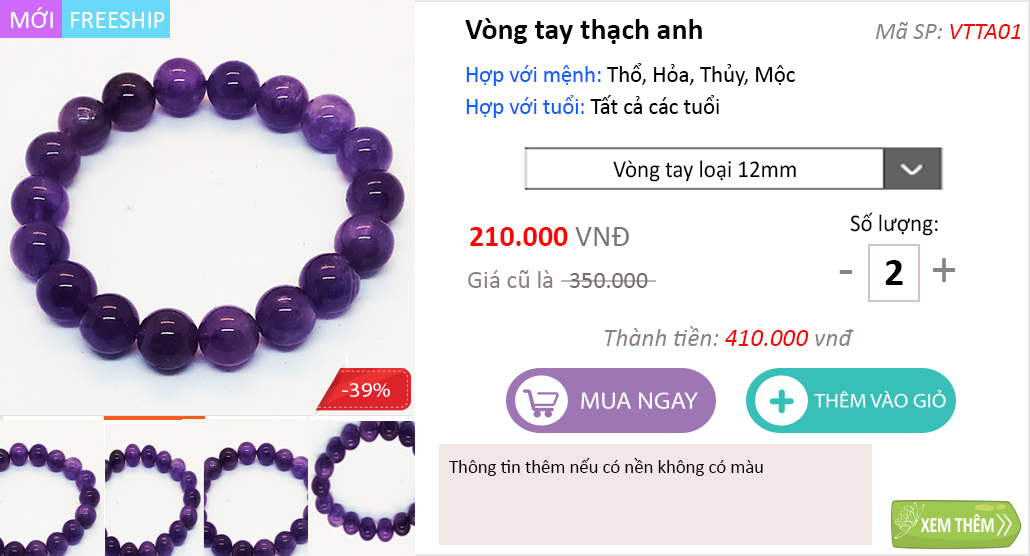 MỚI FREESHIP
Vòng tay thạch anh
Mã SP: VTTA01
Hợp với mệnh: Thổ, Hỏa, Thủy, Mộc
Hợp với tuổi: Tất cả các tuổi
Vòng tay loại 12mm
210.000 VNĐ
Giá cũ là 350.000
Số lượng:
- 2 +
Thành tiền: 410.000 vnđ
-39%
MUA NGAY
THÊM VÀO GIỎ
Thông tin thêm nếu có nền không có màu
XEM THÊM